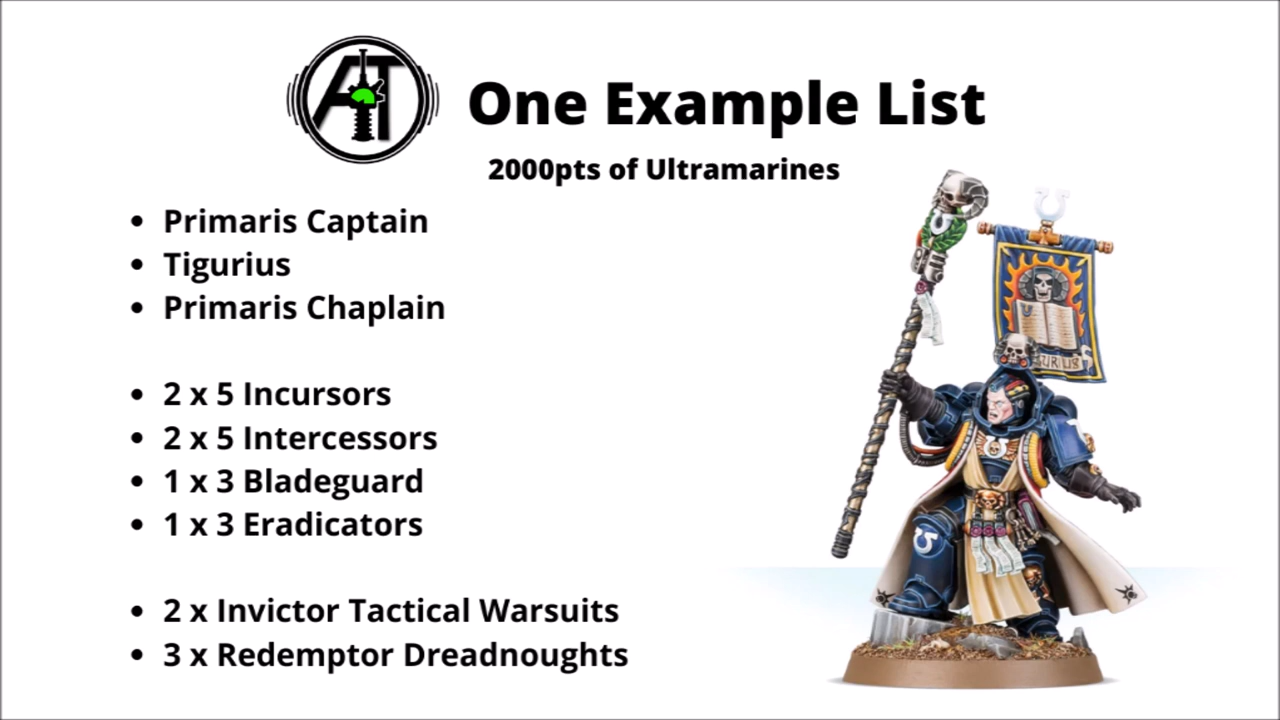 AT
One Example List
2000pts of Ultramarines
• Primaris Captain
• Tigurius
• Primaris Chaplain
• 2 x 5 Incursors
• 2 x 5 Intercessors
• 1 x 3 Bladeguard
• 1 x 3 Eradicators
• 2 x Invictor Tactical Warsuits
• 3 x Redemptor Dreadnoughts